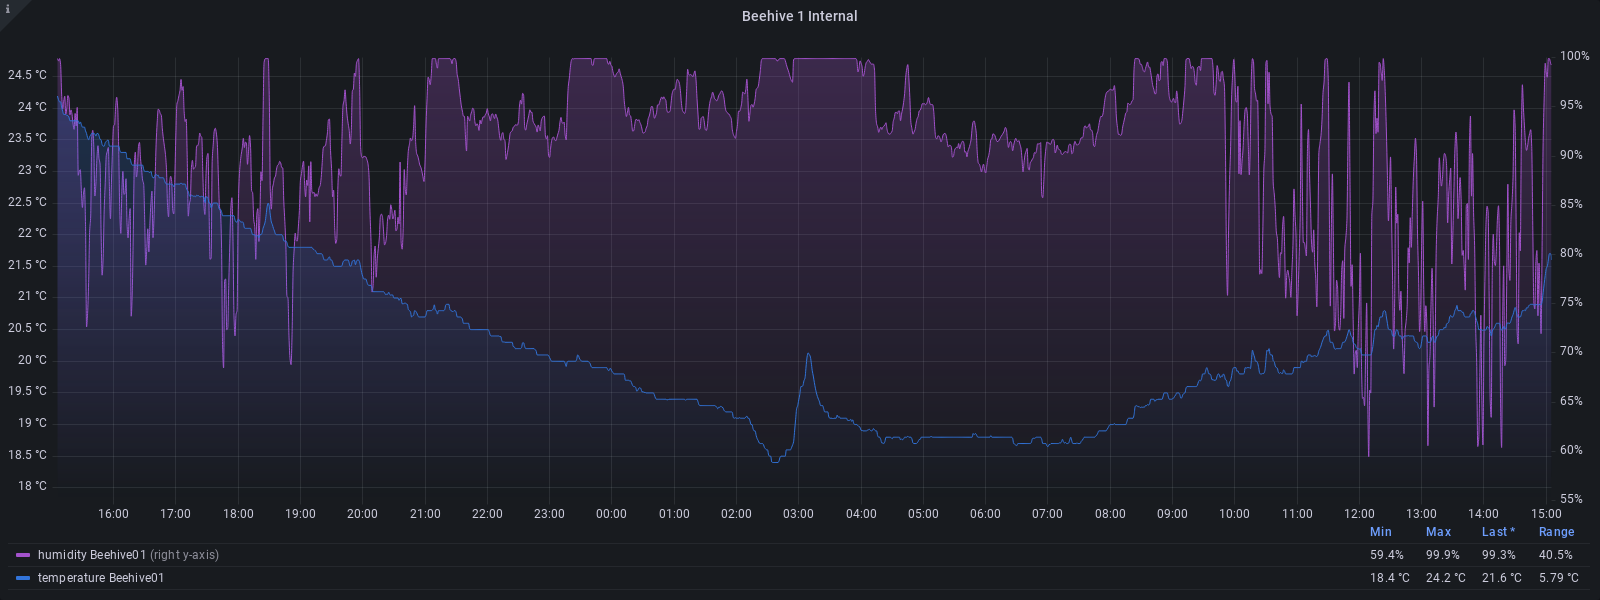 i
Beehive 1 Internal
24.5 °C
24 °C
23.5 °C
23 °C
22.5 °C
22 °C
21.5 °C
21 °C
20.5 °C
20 °C
19.5 °C
19 °C
18.5 °C
18 °C
100%
95%
90%
85%
80%
75%
70%
65%
60%
55%
16:00 17:00 18:00 19:00 20:00 21:00 22:00 23:00 00:00 01:00 02:00 03:00 04:00 05:00 06:00 07:00 08:00 09:00 10:00 11:00 12:00 13:00 14:00 15:00
Min Max Last * Range
humidity Beehive01 (right y-axis) 59.4% 99.9% 99.3% 40.5%
temperature Beehive01 18.4 °C 24.2 °C 21.6 °C 5.79 °C